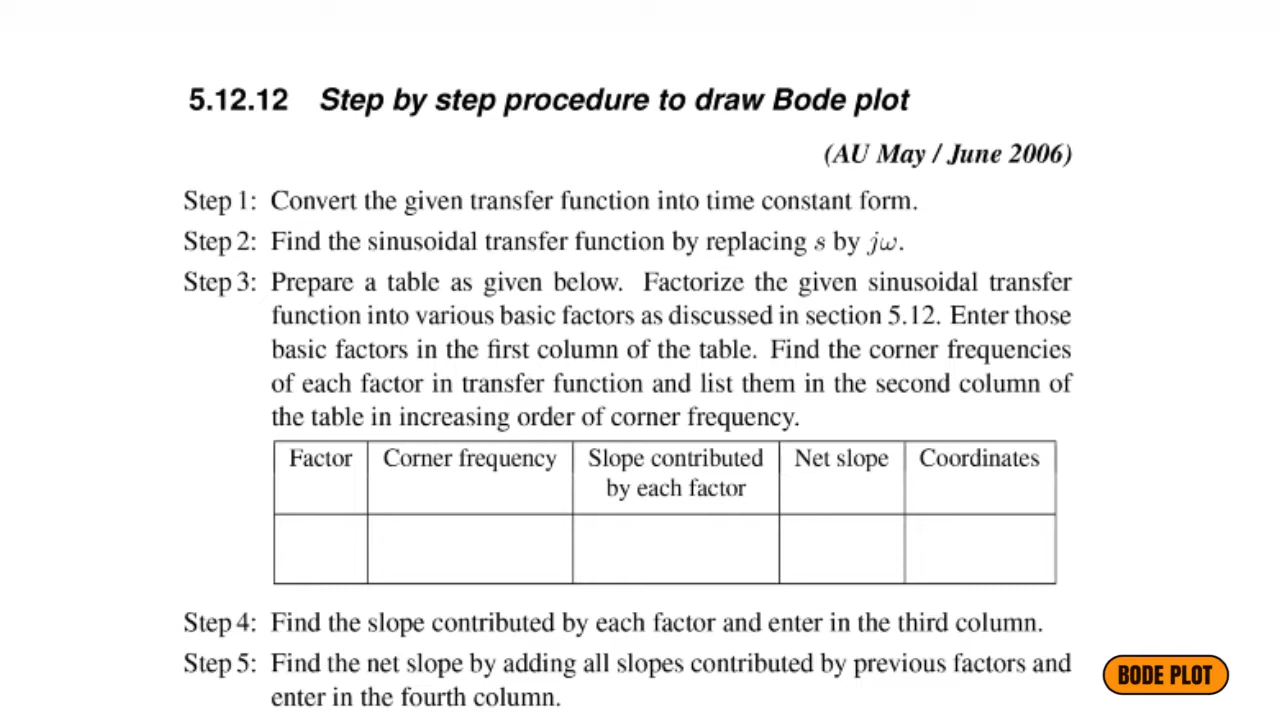 5.12.12 Step by step procedure to draw Bode plot
(AU May / June 2006)
Step 1: Convert the given transfer function into time constant form.
Step 2: Find the sinusoidal transfer function by replacing s by jω.
Step 3: Prepare a table as given below. Factorize the given sinusoidal transfer
function into various basic factors as discussed in section 5.12. Enter those
basic factors in the first column of the table. Find the corner frequencies
of each factor in transfer function and list them in the second column of
the table in increasing order of corner frequency.
Factor Corner frequency Slope contributed Net slope Coordinates
by each factor
Step 4: Find the slope contributed by each factor and enter in the third column.
Step 5: Find the net slope by adding all slopes contributed by previous factors and
enter in the fourth column.
BODE PLOT